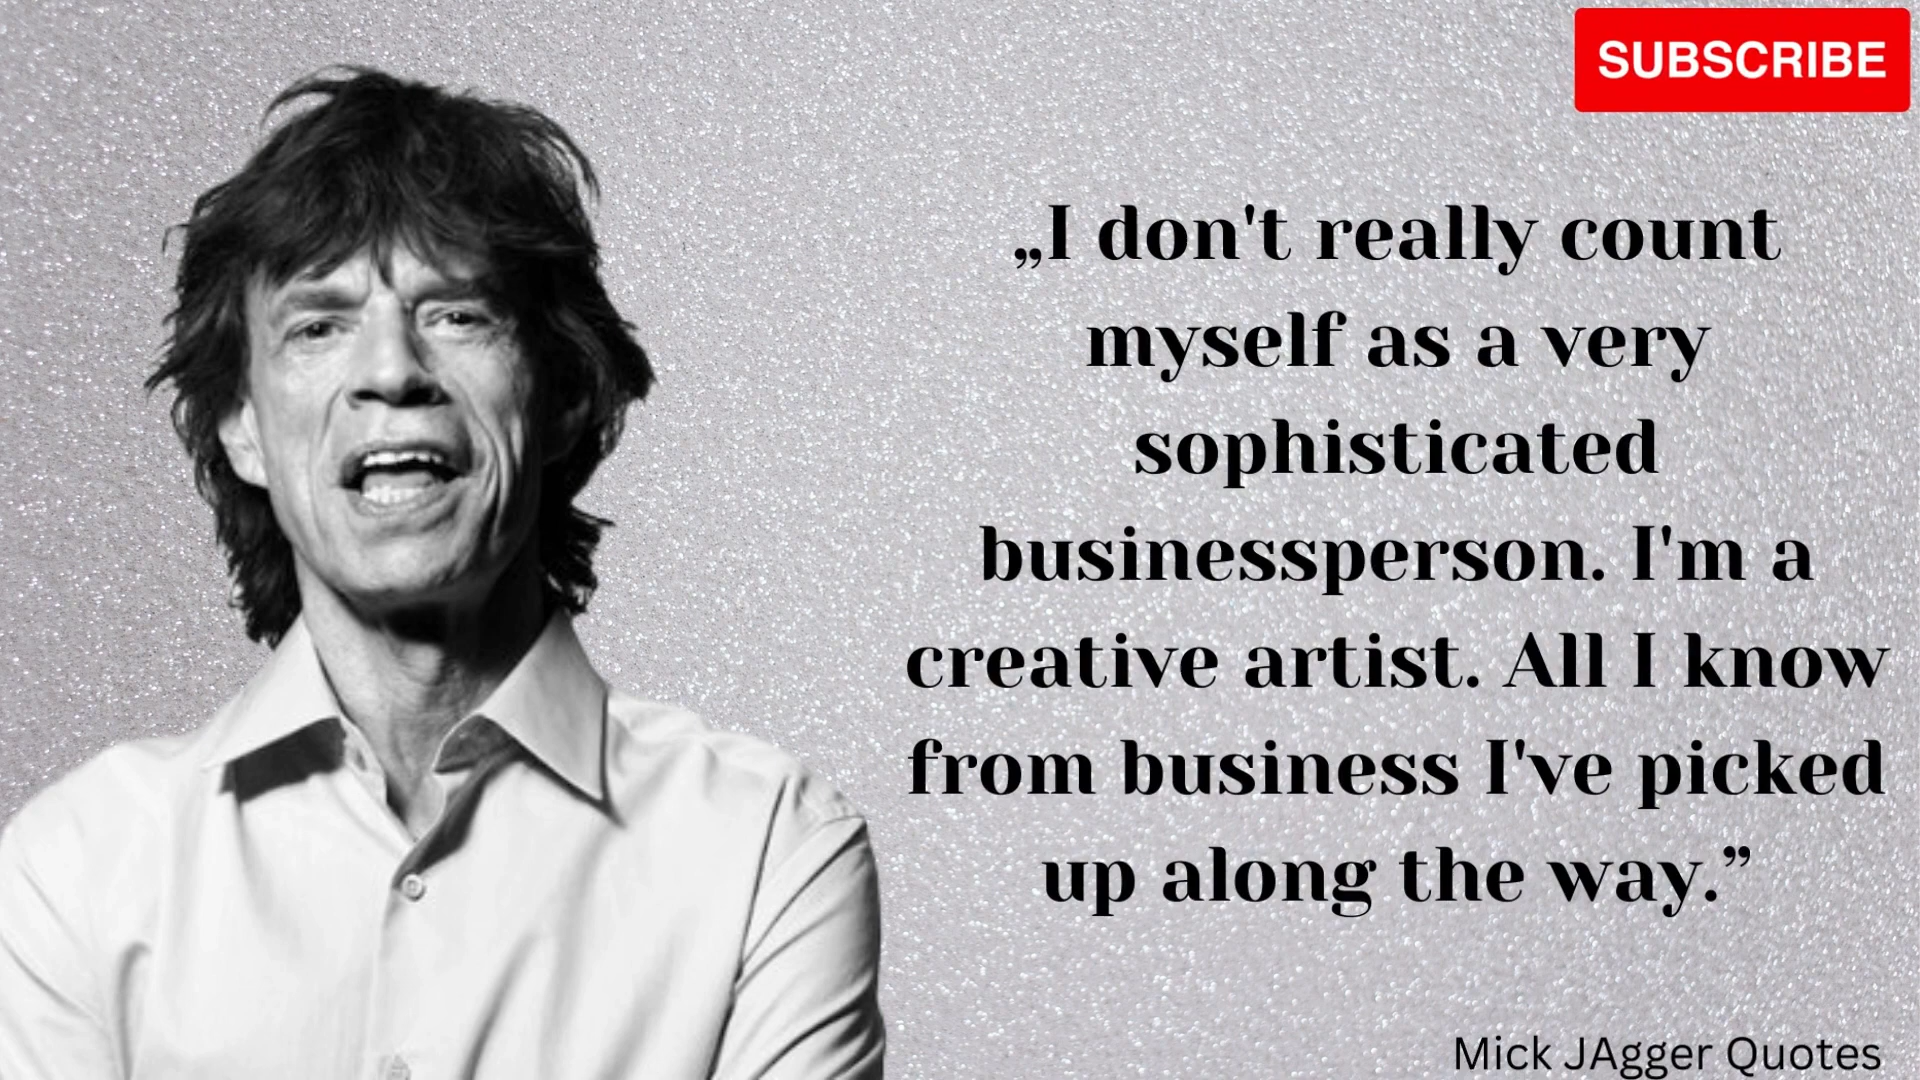 SUBSCRIBE
„I don't really count
myself as a very
sophisticated
businessperson. I'm a
creative artist. All I know
from business I've picked
up along the way.”
Mick JAgger Quotes